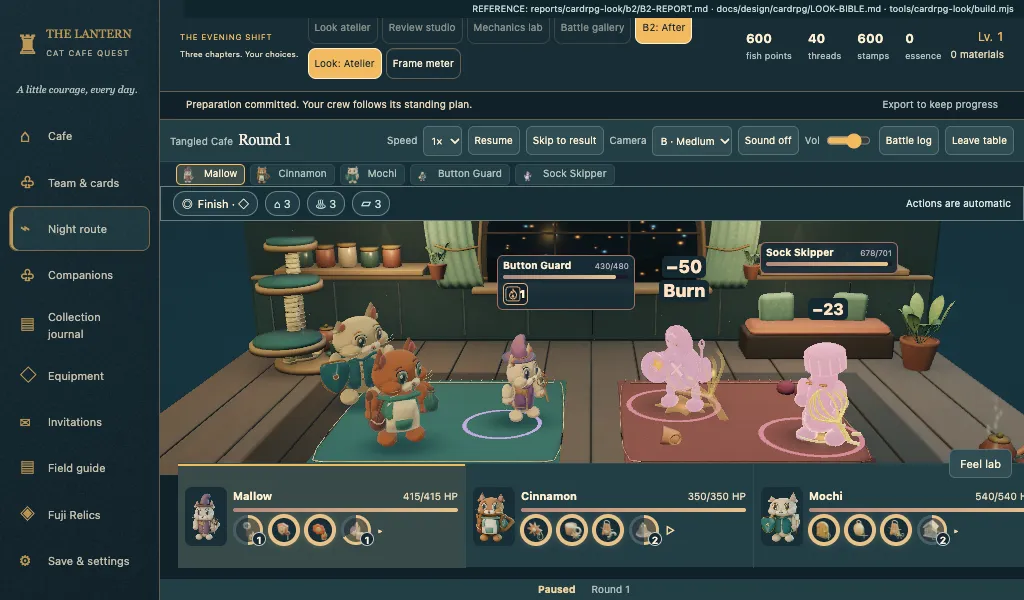 REFERENCE: reports/cardrpg-look/b2/B2-REPORT.md · docs/design/cardrpg/LOOK-BIBLE.md · tools/cardrpg-look/build.mjs
THE LANTERN
CAT CAFE QUEST
A little courage, every day.
Cafe
Team & cards
Night route
Companions
Collection
journal
Equipment
Invitations
Field guide
Fuji Relics
Save & settings
THE EVENING SHIFT
Three chapters. Your choices.
Look atelier
Review studio
Mechanics lab
Battle gallery
B2: After
Look: Atelier
Frame meter
600
fish points
40
threads
600
stamps
0
essence
Lv. 1
0 materials
Preparation committed. Your crew follows its standing plan.
Export to keep progress
Tangled Cafe Round 1
Speed
1x
Resume
Skip to result
Camera
B · Medium
Sound off
Vol
Battle log
Leave table
Mallow
Cinnamon
Mochi
Button Guard
Sock Skipper
Finish ·
3
3
3
Actions are automatic
Button Guard 430/480
1
−50
Burn
Sock Skipper 678/701
−23
Feel lab
Mallow 415/415 HP
1
1
Cinnamon 350/350 HP
2
Mochi 540/540 H
2
Paused Round 1